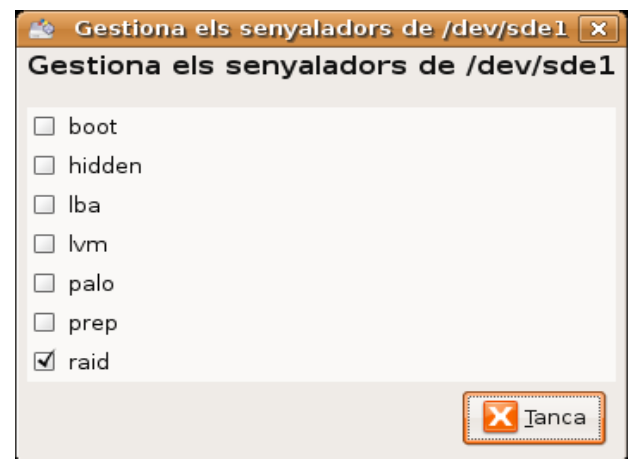 Gestiona els senyaladors de /dev/sde1
Gestiona els senyaladors de /dev/sde1
boot
hidden
lba
lvm
palo
prep
raid
Tanca